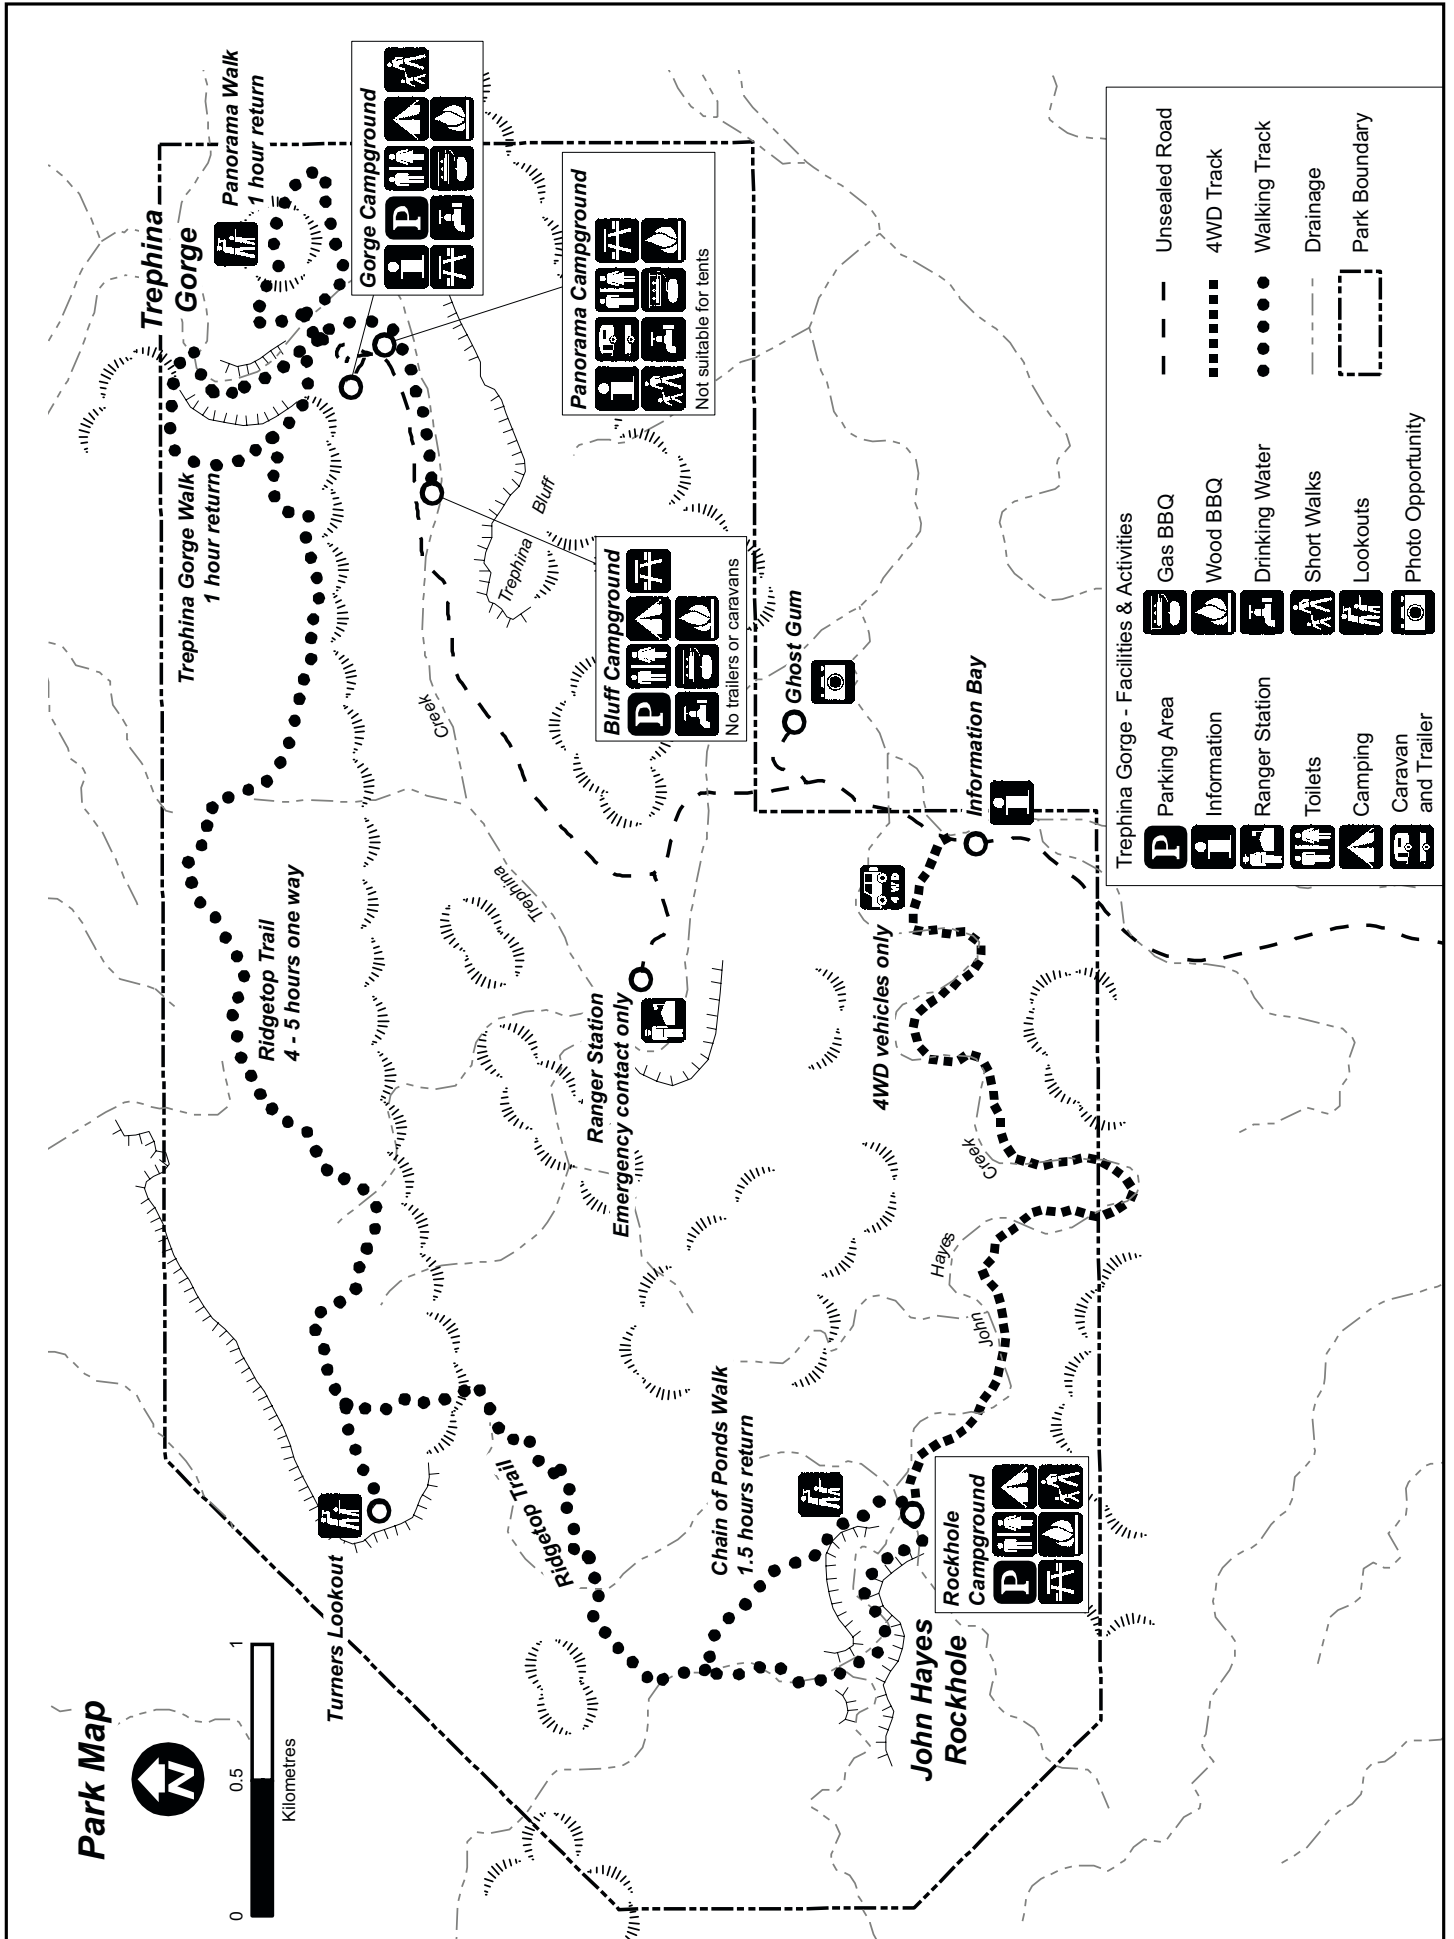 Park Map
N
0
0.5
1
Kilometres
Turners Lookout
Ridgetop Trail
4 - 5 hours one way
Trephina Gorge Walk
1 hour return
Trephina
Gorge
Panorama Walk
1 hour return
Gorge Campground
i
P
Panorama Campground
i
Not suitable for tents
Bluff Campground
P
No trailers or caravans
Trephina
Bluff
Trephina
Creek
Ridgetop Trail
Ranger Station
Emergency contact only
Ghost Gum
Information Bay
i
4WD
4WD vehicles only
Chain of Ponds Walk
1.5 hours return
John
Hayes
Creek
Rockhole
Campground
P
John Hayes
Rockhole
Trephina Gorge - Facilities & Activities
P
Parking Area
i
Information
Ranger Station
Toilets
Camping
Caravan
and Trailer
Gas BBQ
Wood BBQ
Drinking Water
Short Walks
Lookouts
Photo Opportunity
Unsealed Road
4WD Track
Walking Track
Drainage
Park Boundary